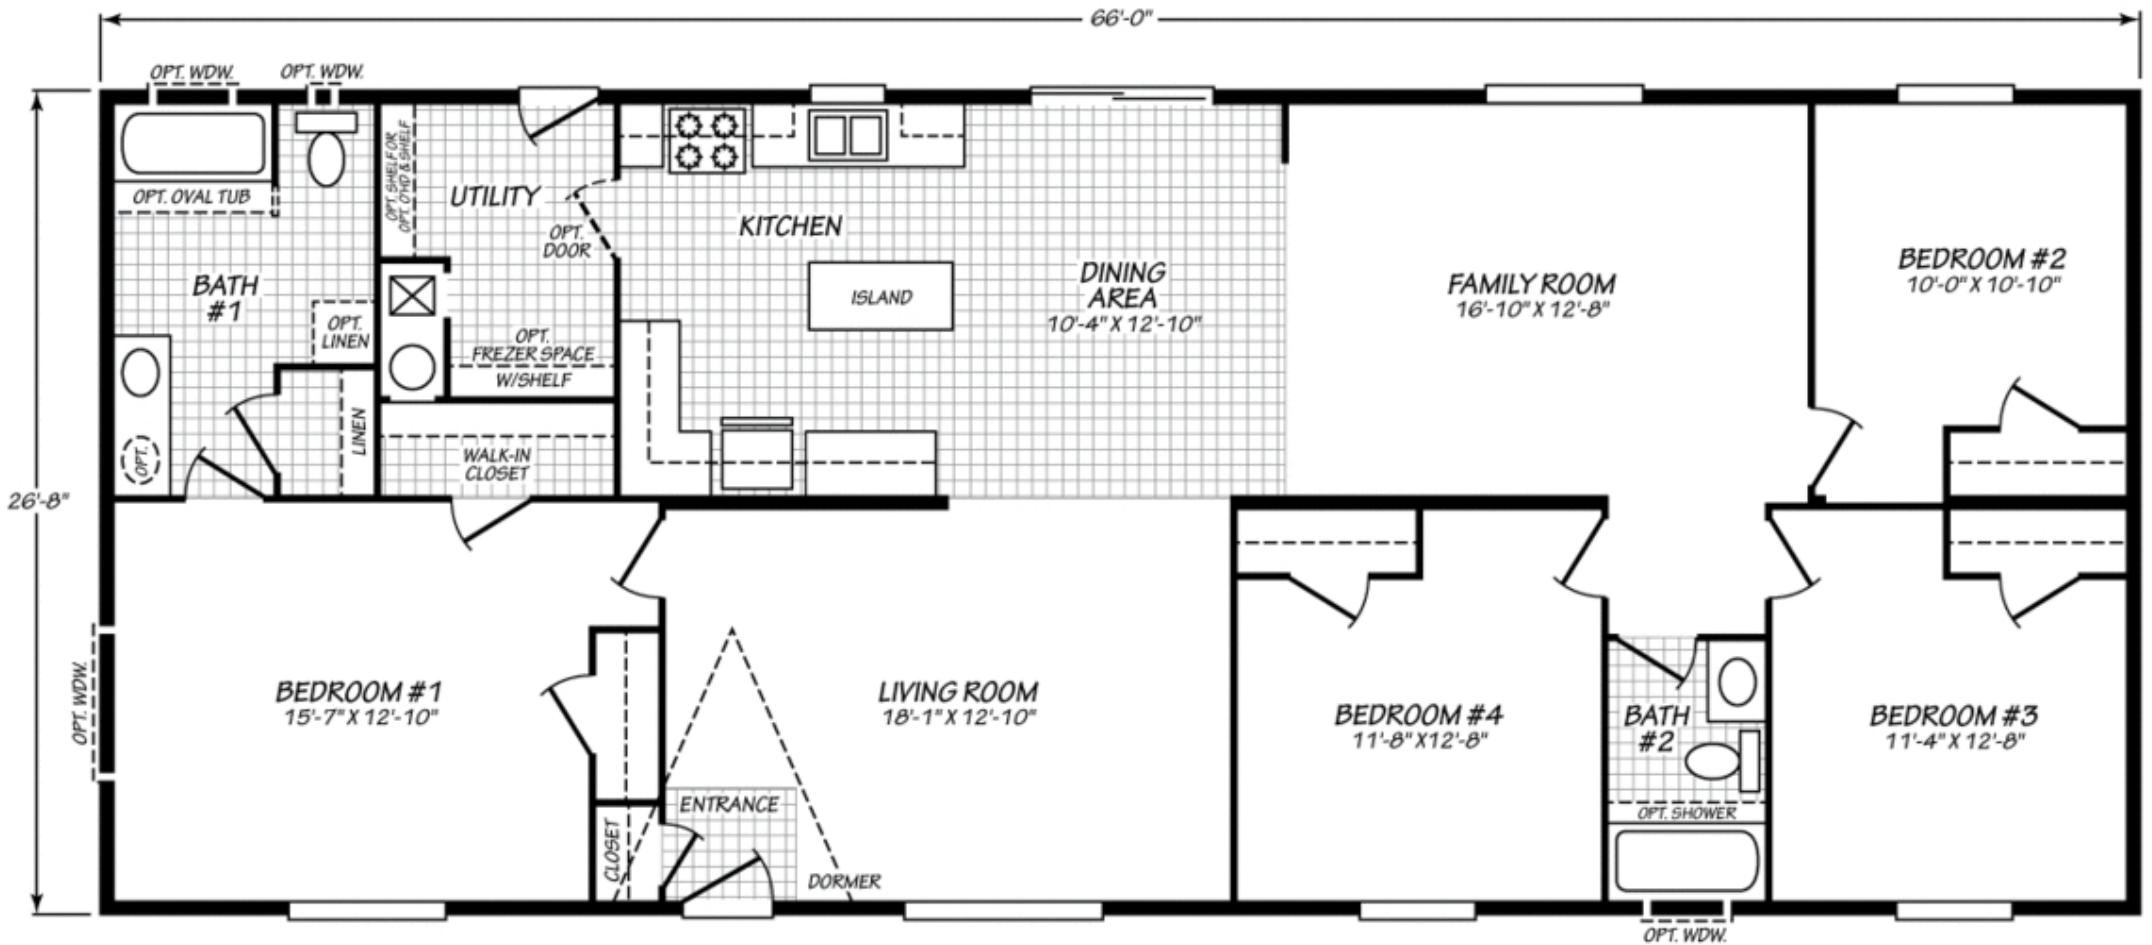 66'-0"
OPT. WDW.
OPT. WDW.
OPT. OVAL TUB
OPT. SHELF OR
OPT. O'HD & SHELF
UTILITY
OPT.
DOOR
KITCHEN
ISLAND
DINING
AREA
10'-4" X 12'-10"
FAMILY ROOM
16'-10" X 12'-8"
BEDROOM #2
10'-0" X 10'-10"
BATH
#1
OPT.
LINEN
OPT.
FREZER SPACE
W/SHELF
LINEN
OPT.
WALK-IN
CLOSET
26'-8"
OPT. WDW.
BEDROOM #1
15'-7" X 12'-10"
LIVING ROOM
18'-1" X 12'-10"
BEDROOM #4
11'-8" X12'-8"
BATH
#2
BEDROOM #3
11'-4" X 12'-8"
ENTRANCE
CLOSET
DORMER
OPT. SHOWER
OPT. WDW.